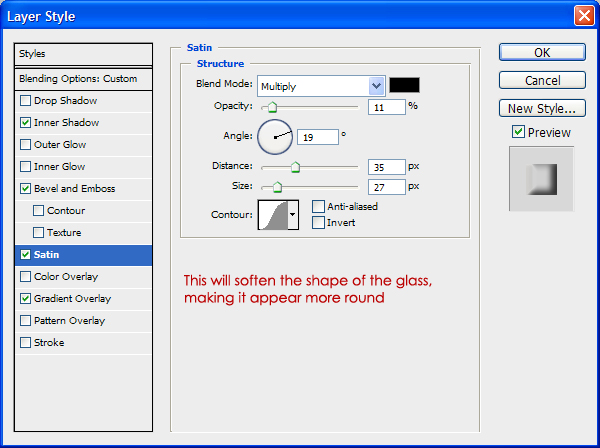 Layer Style
Styles
Blending Options: Custom
Drop Shadow
Inner Shadow
Outer Glow
Inner Glow
Bevel and Emboss
Contour
Texture
Satin
Color Overlay
Gradient Overlay
Pattern Overlay
Stroke
Satin
Structure
Blend Mode: Multiply
Opacity: 11 %
Angle: 19 °
Distance: 35 px
Size: 27 px
Contour: Anti-aliased
Invert
This will soften the shape of the glass,
making it appear more round
OK
Cancel
New Style...
Preview